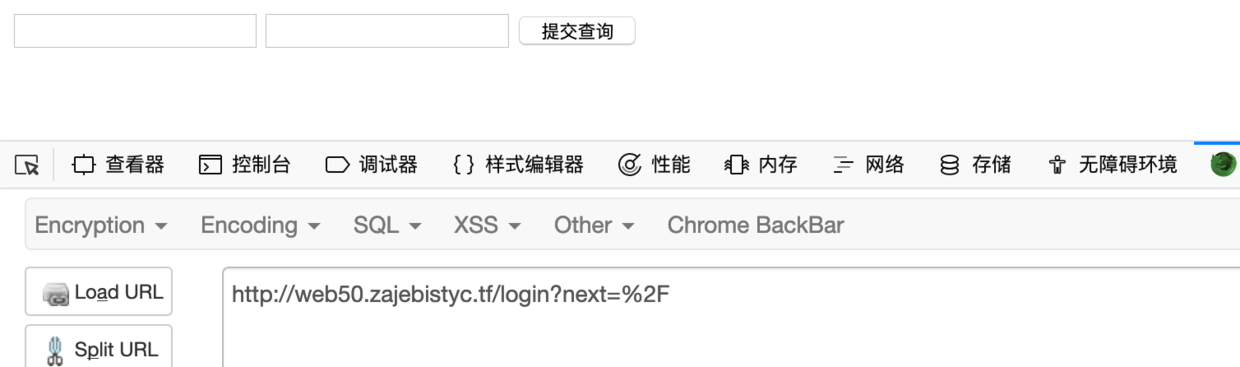 提交查询
查看器 控制台 调试器 {} 样式编辑器 性能 内存 网络 存储 无障碍环境
Encryption Encoding SQL XSS Other Chrome BackBar
Load URL
http://web50.zajebistyc.tf/login?next=%2F
Split URL